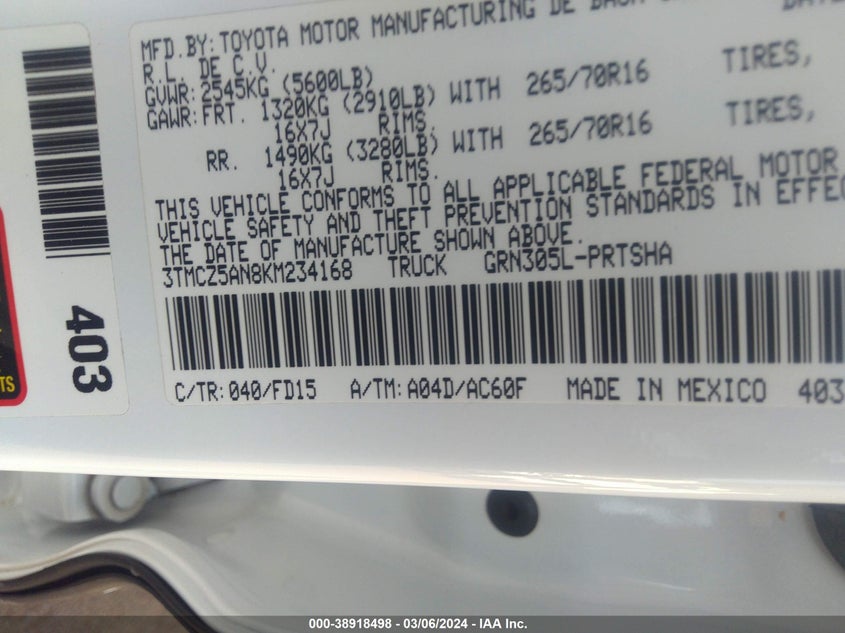 MFD.BY: TOYOTA MOTOR MANUFACTURING DE BAJA
R.L. DE C.V.
GVWR: 2545KG (5600LB)
GAWR: FRT. 1320KG (2910LB) WITH 265/70R16 TIRES,
16X7J RIMS,
RR. 1490KG (3280LB) WITH 265/70R16 TIRES,
16X7J RIMS.
THIS VEHICLE CONFORMS TO ALL APPLICABLE FEDERAL MOTOR
VEHICLE SAFETY AND THEFT PREVENTION STANDARDS IN EFFEC
THE DATE OF MANUFACTURE SHOWN ABOVE.
3TMCZ5AN8KM234168 TRUCK GRN305L-PRTSHA
C/TR: 040/FD15 A/TM: A04D/AC60F MADE IN MEXICO 403
403
TS
000-38918498 - 03/06/2024 - IAA Inc.